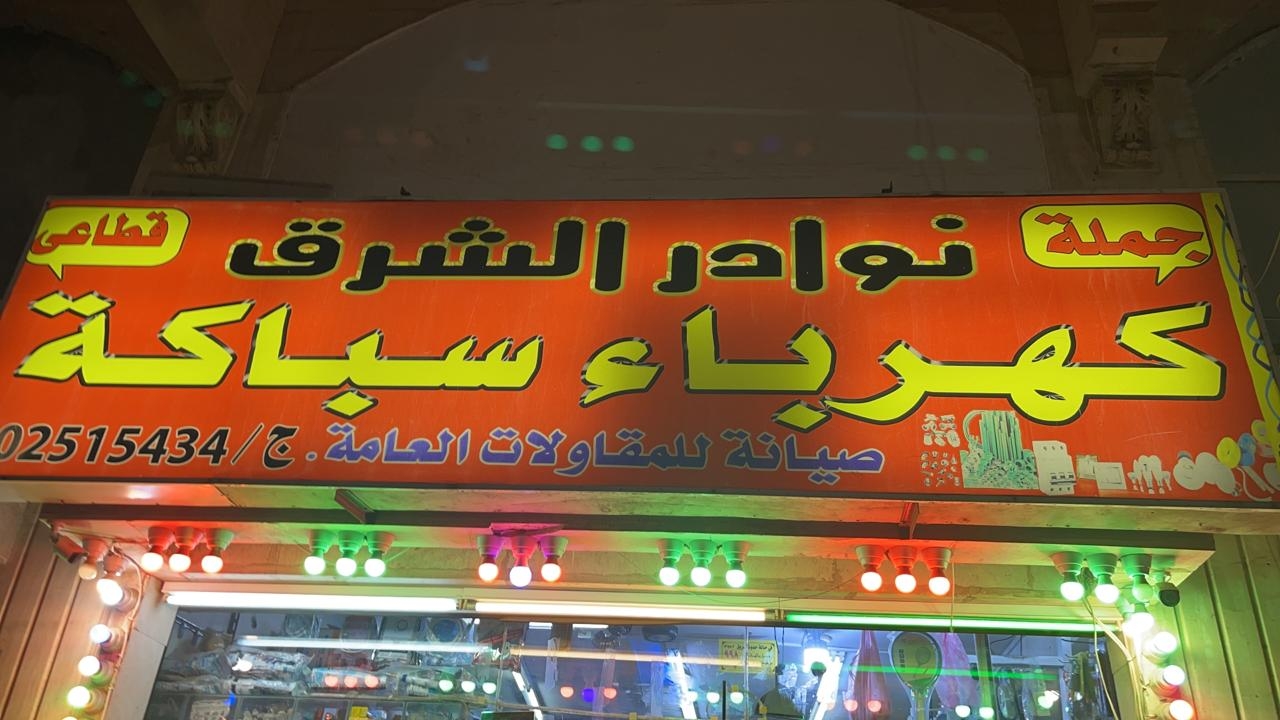 جملة
نوادر الشرق
قطاعي
كهرباء سباكة
صيانة للمقاولات العامة . ج/ 02515434